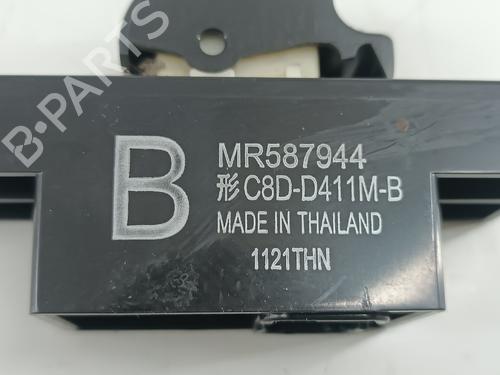 B-PARTS
B
MR587944
形 C8D-D411M-B
MADE IN THAILAND
1121THN